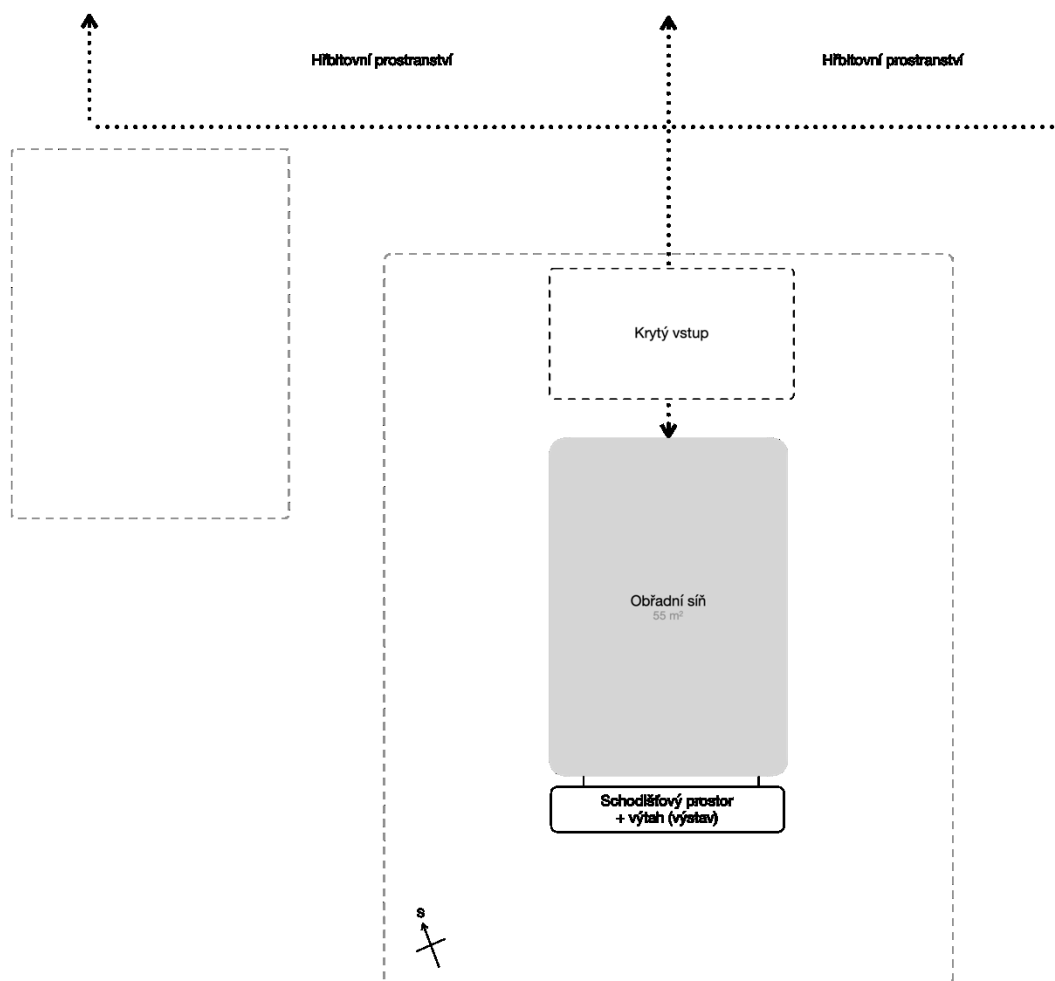 Hřbitovní prostranství
Hřbitovní prostranství
Krytý vstup
Obřadní síň
55 m²
Schodišťový prostor
+ výtah (výstav)
S